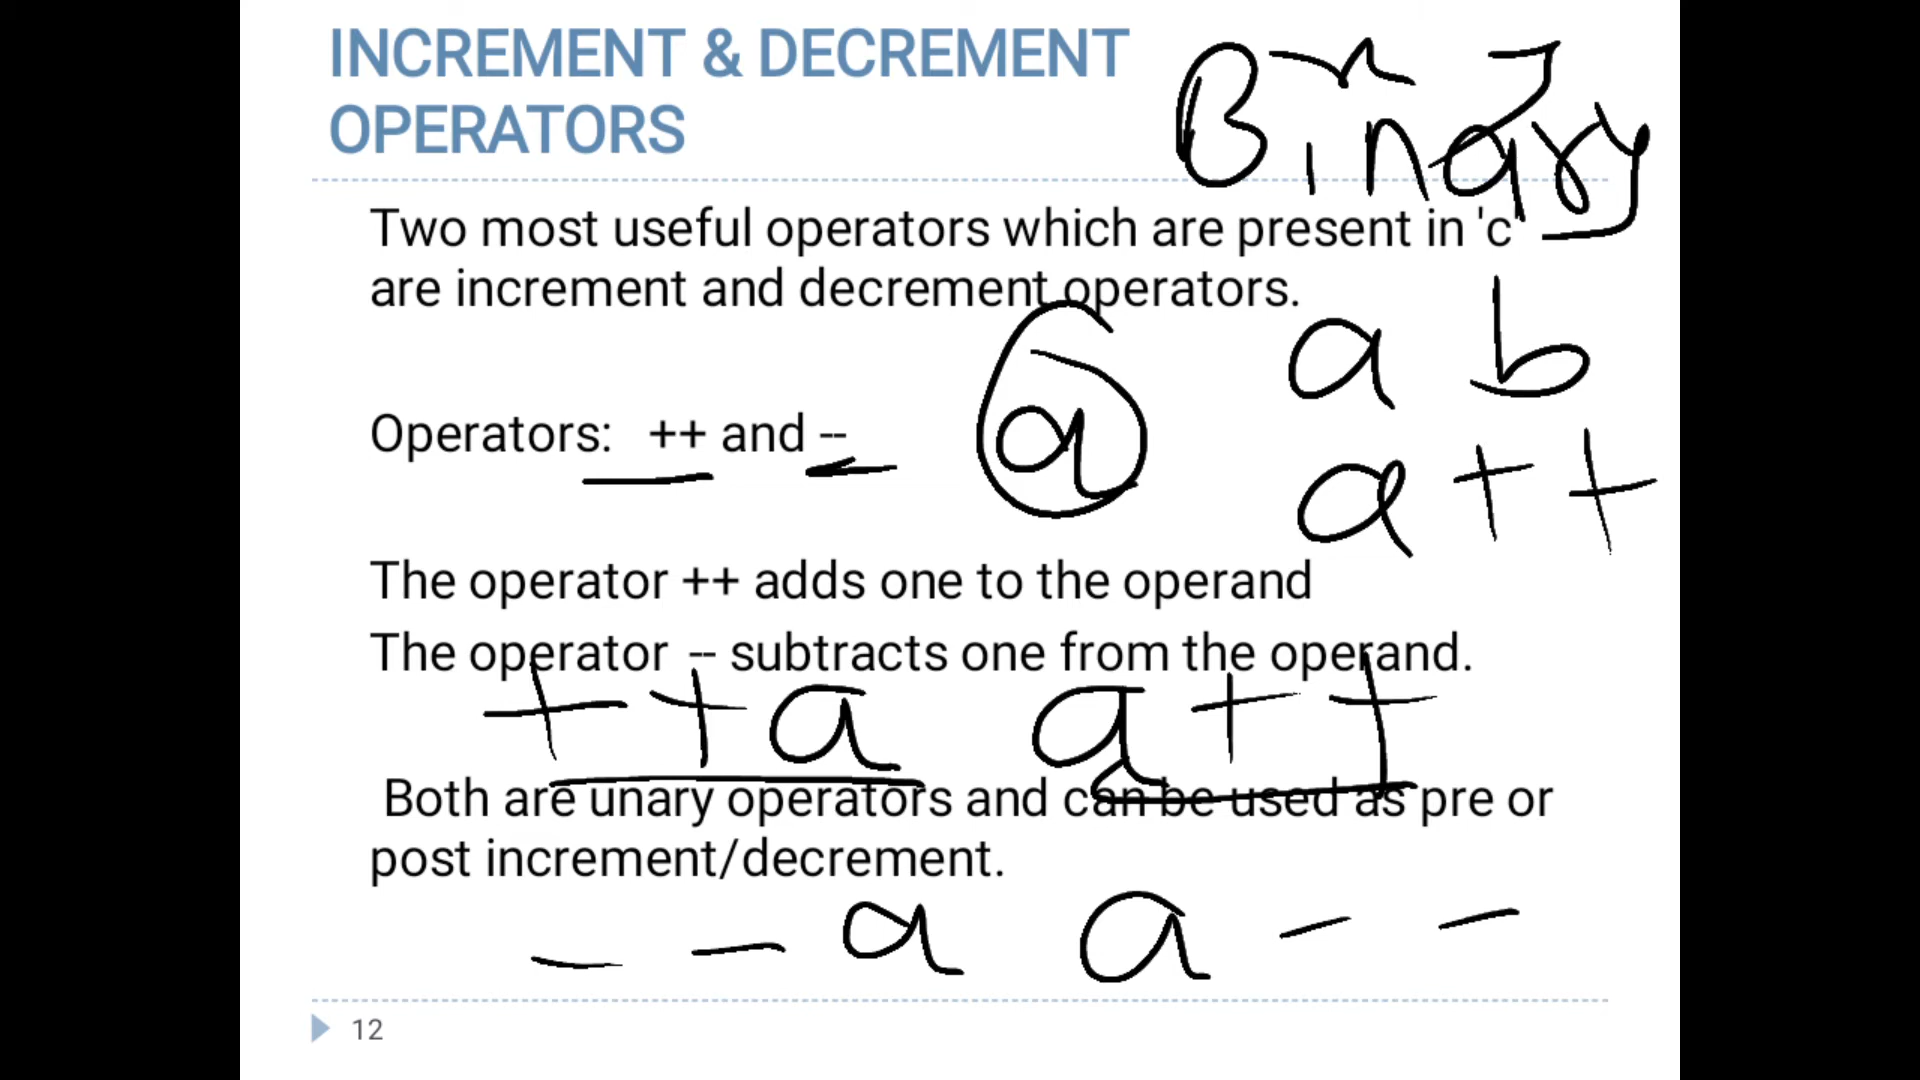 INCREMENT & DECREMENT
OPERATORS
Binary
Two most useful operators which are present in 'c'
are increment and decrement operators.
a b
Operators: ++ and --
a
a++
The operator ++ adds one to the operand
The operator -- subtracts one from the operand.
++a a++
Both are unary operators and can be used as pre or
post increment/decrement.
--a a--
12